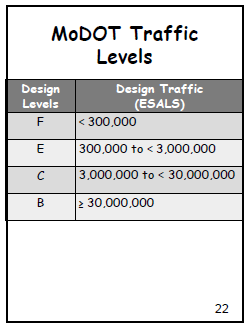 MoDOT Traffic
Levels
Design
Levels
Design Traffic
(ESALS)
F
< 300,000
E
300,000 to < 3,000,000
C
3,000,000 to < 30,000,000
B
≥ 30,000,000
22